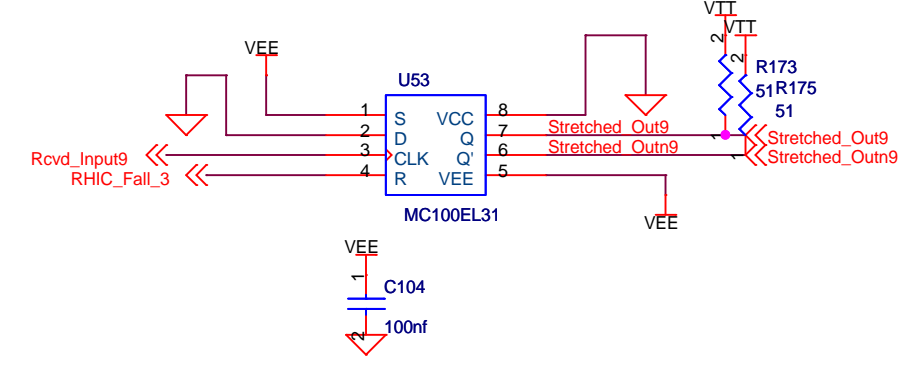 VTT
VTT
2
2
VEE
U53
R173
51
R175
51
1
S
VCC
8
2
D
Q
7
Stretched_Out9
1
Stretched_Out9
Rcvd_Input9
3
CLK
Q'
6
Stretched_Outn9
1
Stretched_Outn9
RHIC_Fall_3
4
R
VEE
5
MC100EL31
VEE
VEE
1
C104
100nf
2